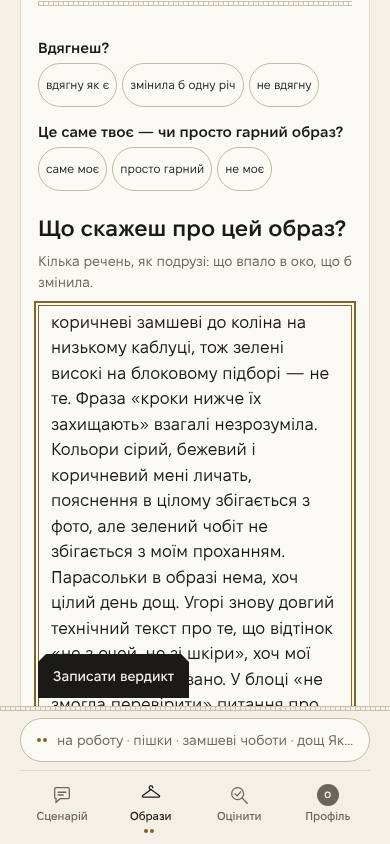 Вдягнеш?
вдягну як є
змінила б одну річ
не вдягну
Це саме твоє — чи просто гарний образ?
саме моє
просто гарний
не моє
Що скажеш про цей образ?
Кілька речень, як подрузі: що впало в око, що б
змінила.
коричневі замшеві до коліна на
низькому каблуці, тож зелені
високі на блоковому підборі — не
те. Фраза «кроки нижче їх
захищають» взагалі незрозуміла.
Кольори сірий, бежевий і
коричневий мені личать,
пояснення в цілому збігається з
фото, але зелений чобіт не
збігається з моїм проханням.
Парасольки в образі нема, хоч
цілий день дощ. Угорі знову довгий
технічний текст про те, що відтінок
шкіри», хоч мої
Записати вердикт
вано. У блоці «не
змогла перевірити» питання про
на роботу · пішки · замшеві чоботи · дощ Як...
Сценарій
Образи
Оцінити
О
Профіль